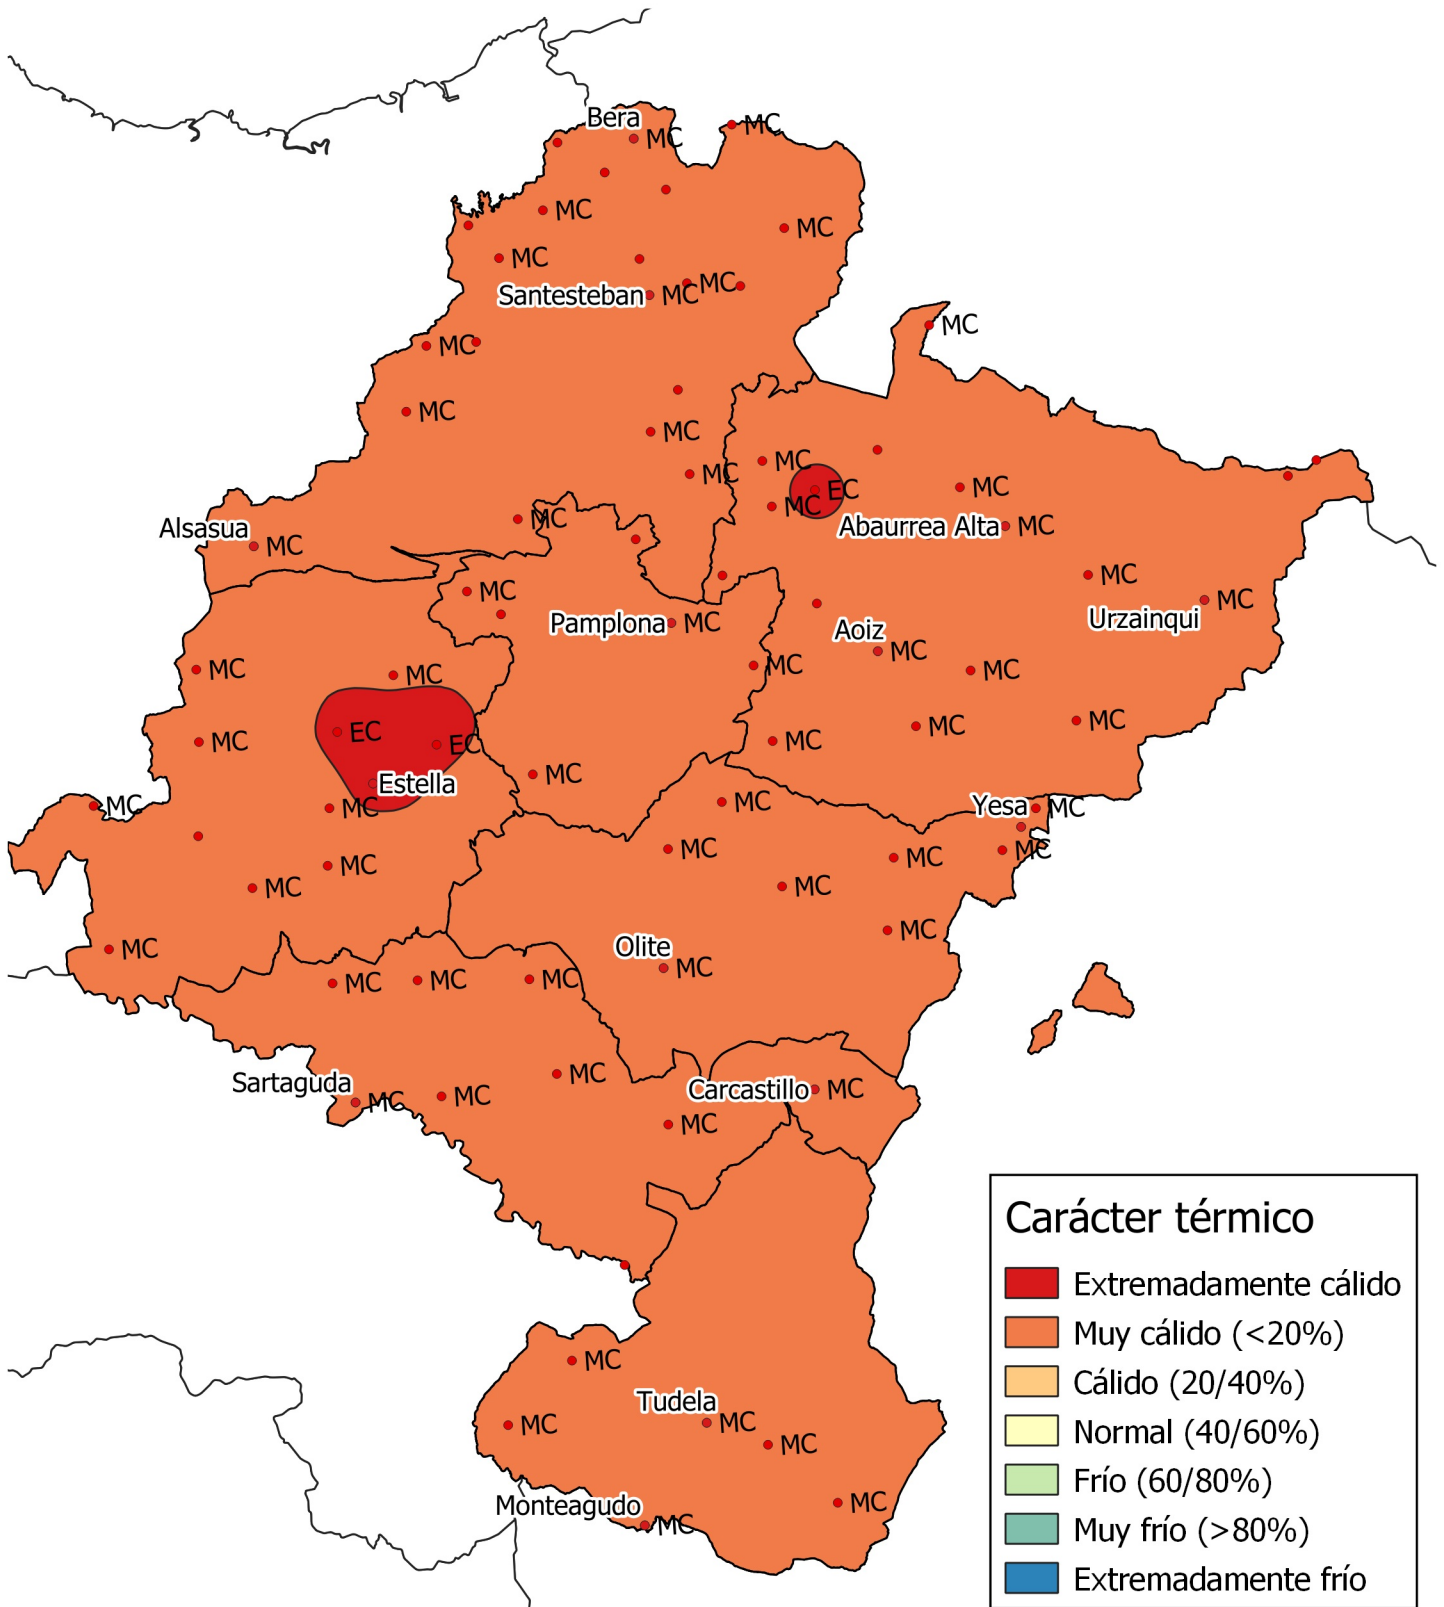 Bera
MC
MC
MC
MC
MC
MC
Santesteban
MC
MC
MC
MC
MC
MC
MC
EC
MC
MC
MC
Abaurrea Alta
MC
Alsasua
MC
MC
MC
MC
Urzainqui
Pamplona
MC
Aoiz
MC
MC
MC
MC
MC
MC
MC
EC
EC
MC
MC
MC
Estella
MC
MC
MC
MC
Yesa
MC
MC
MC
MC
MC
MC
MC
MC
Olite
MC
MC
MC
MC
MC
Sartaguda
MC
MC
MC
Carcastillo
MC
MC
MC
Tudela
MC
MC
MC
MC
Monteagudo
MC
Carácter térmico
Extremadamente cálido
Muy cálido (<20%)
Cálido (20/40%)
Normal (40/60%)
Frío (60/80%)
Muy frío (>80%)
Extremadamente frío